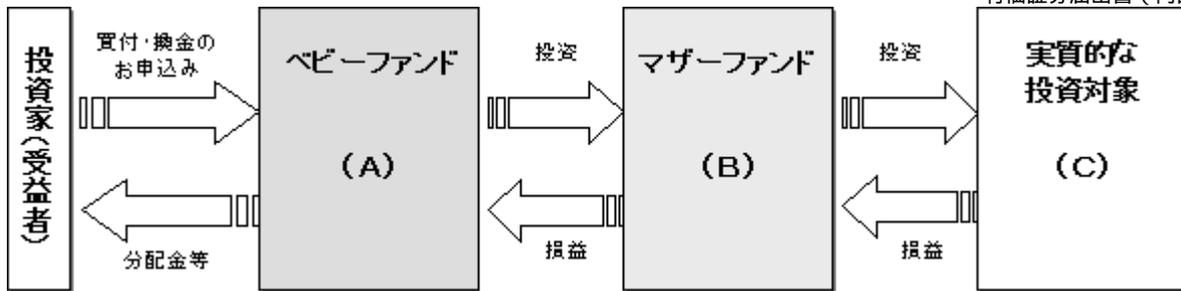 投資家(受益者)
買付・換金の
お申込み
分配金等
ベビーファンド
(A)
投資
損益
マザーファンド
(B)
投資
損益
実質的な
投資対象
(C)